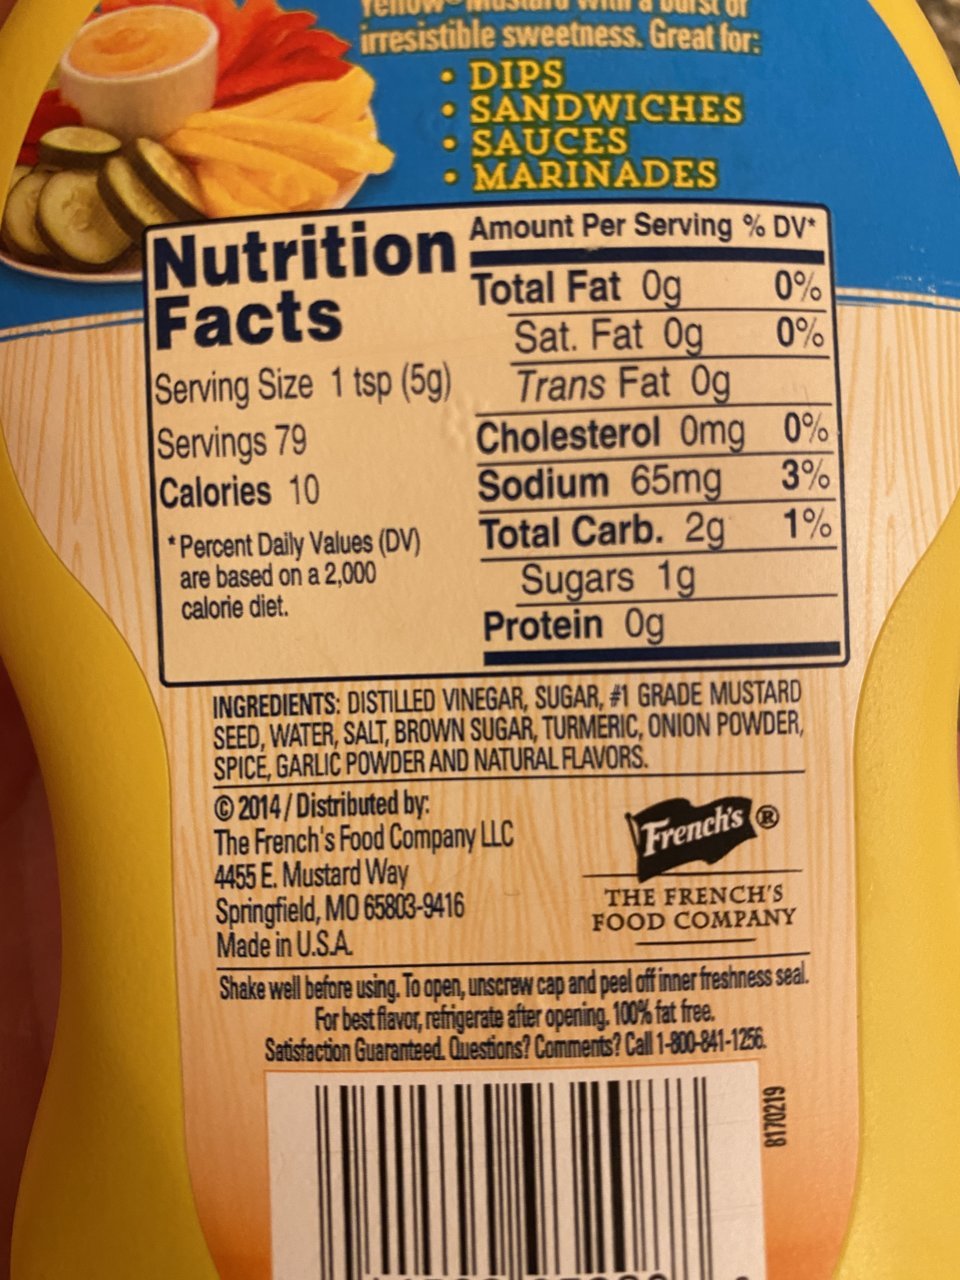 Yellow® Mustard with a burst of
irresistible sweetness. Great for:
• DIPS
• SANDWICHES
• SAUCES
• MARINADES
Nutrition
Facts
Serving Size 1 tsp (5g)
Servings 79
Calories 10
*Percent Daily Values (DV)
are based on a 2,000
calorie diet.
Amount Per Serving % DV*
Total Fat 0g 0%
Sat. Fat 0g 0%
Trans Fat 0g
Cholesterol 0mg 0%
Sodium 65mg 3%
Total Carb. 2g 1%
Sugars 1g
Protein 0g
INGREDIENTS: DISTILLED VINEGAR, SUGAR, #1 GRADE MUSTARD
SEED, WATER, SALT, BROWN SUGAR, TURMERIC, ONION POWDER,
SPICE, GARLIC POWDER AND NATURAL FLAVORS.
© 2014 / Distributed by:
The French's Food Company LLC
4455 E. Mustard Way
Springfield, MO 65803-9416
Made in U.S.A.
French's ®
THE FRENCH'S
FOOD COMPANY
Shake well before using. To open, unscrew cap and peel off inner freshness seal.
For best flavor, refrigerate after opening. 100% fat free.
Satisfaction Guaranteed. Questions? Comments? Call 1-800-841-1256.
8170219